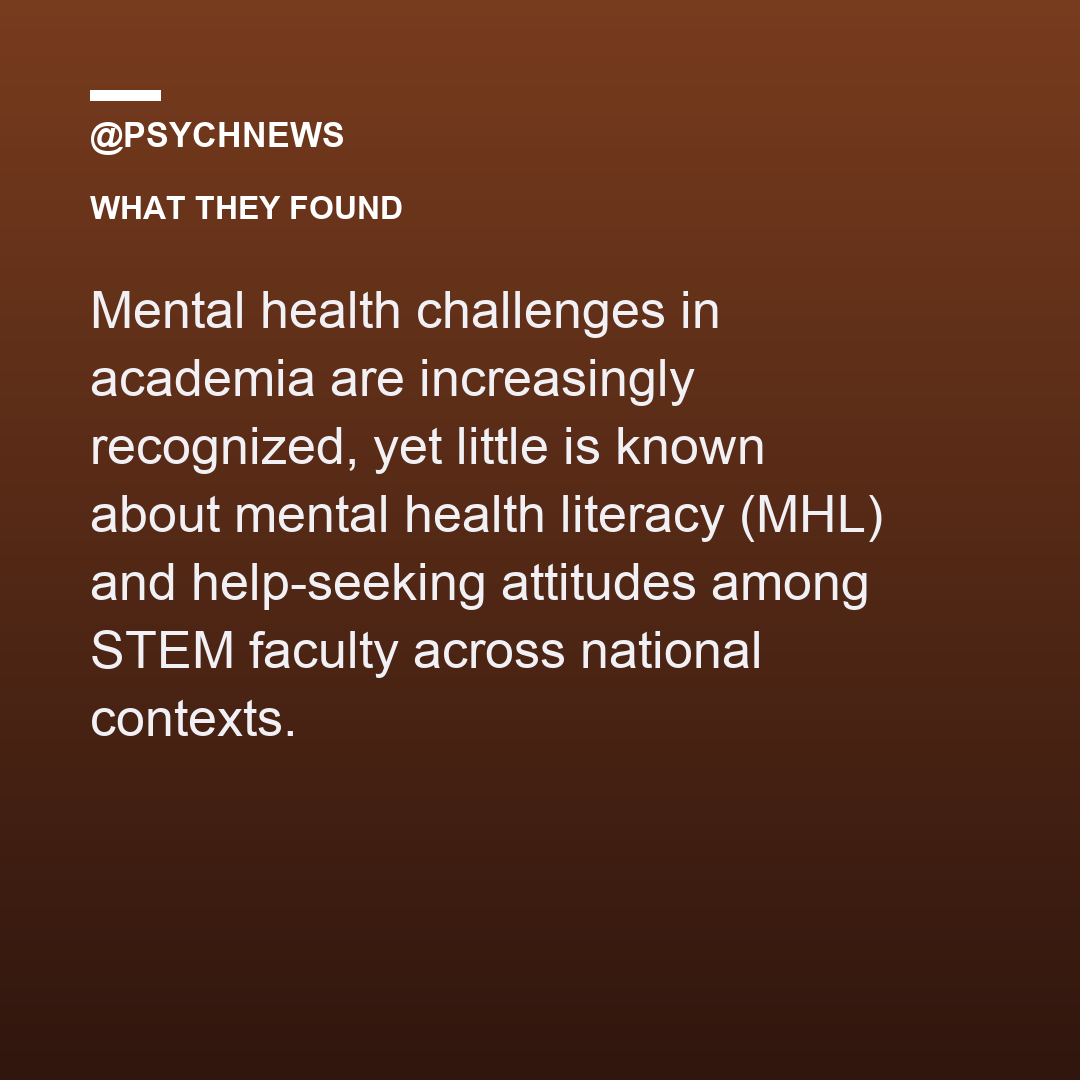 @PSYCHNEWS
WHAT THEY FOUND
Mental health challenges in
academia are increasingly
recognized, yet little is known
about mental health literacy (MHL)
and help-seeking attitudes among
STEM faculty across national
contexts.